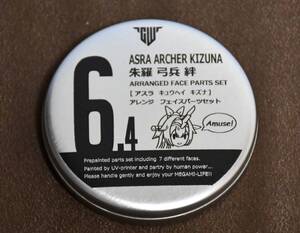 GW
ASRA ARCHER KIZUNA
朱羅 弓兵 絆
ARRANGED FACE PARTS SET
[アスラ キュウヘイ キズナ]
アレンジ フェイスパーツセット
6.4
Amuse!
Prepainted parts set including 7 different faces.
Painted by UV-printer and partry by human power...
Please handle gently and enjoy your MEGAMI-LIFE!!